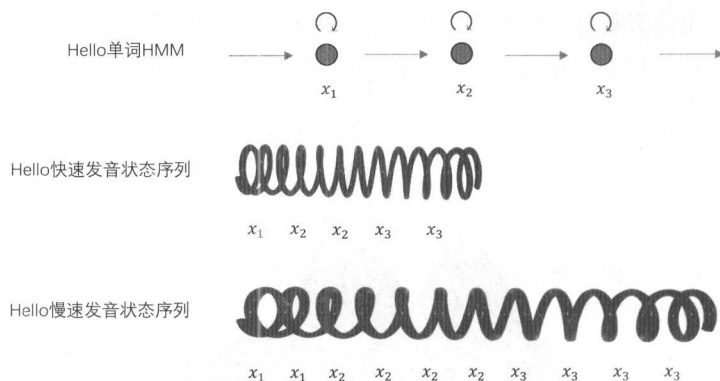 Hello单词HMM
x₁ x₂ x₃
Hello快速发音状态序列
x₁ x₂ x₂ x₃ x₃
Hello慢速发音状态序列
x₁ x₁ x₂ x₂ x₂ x₂ x₃ x₃ x₃ x₃